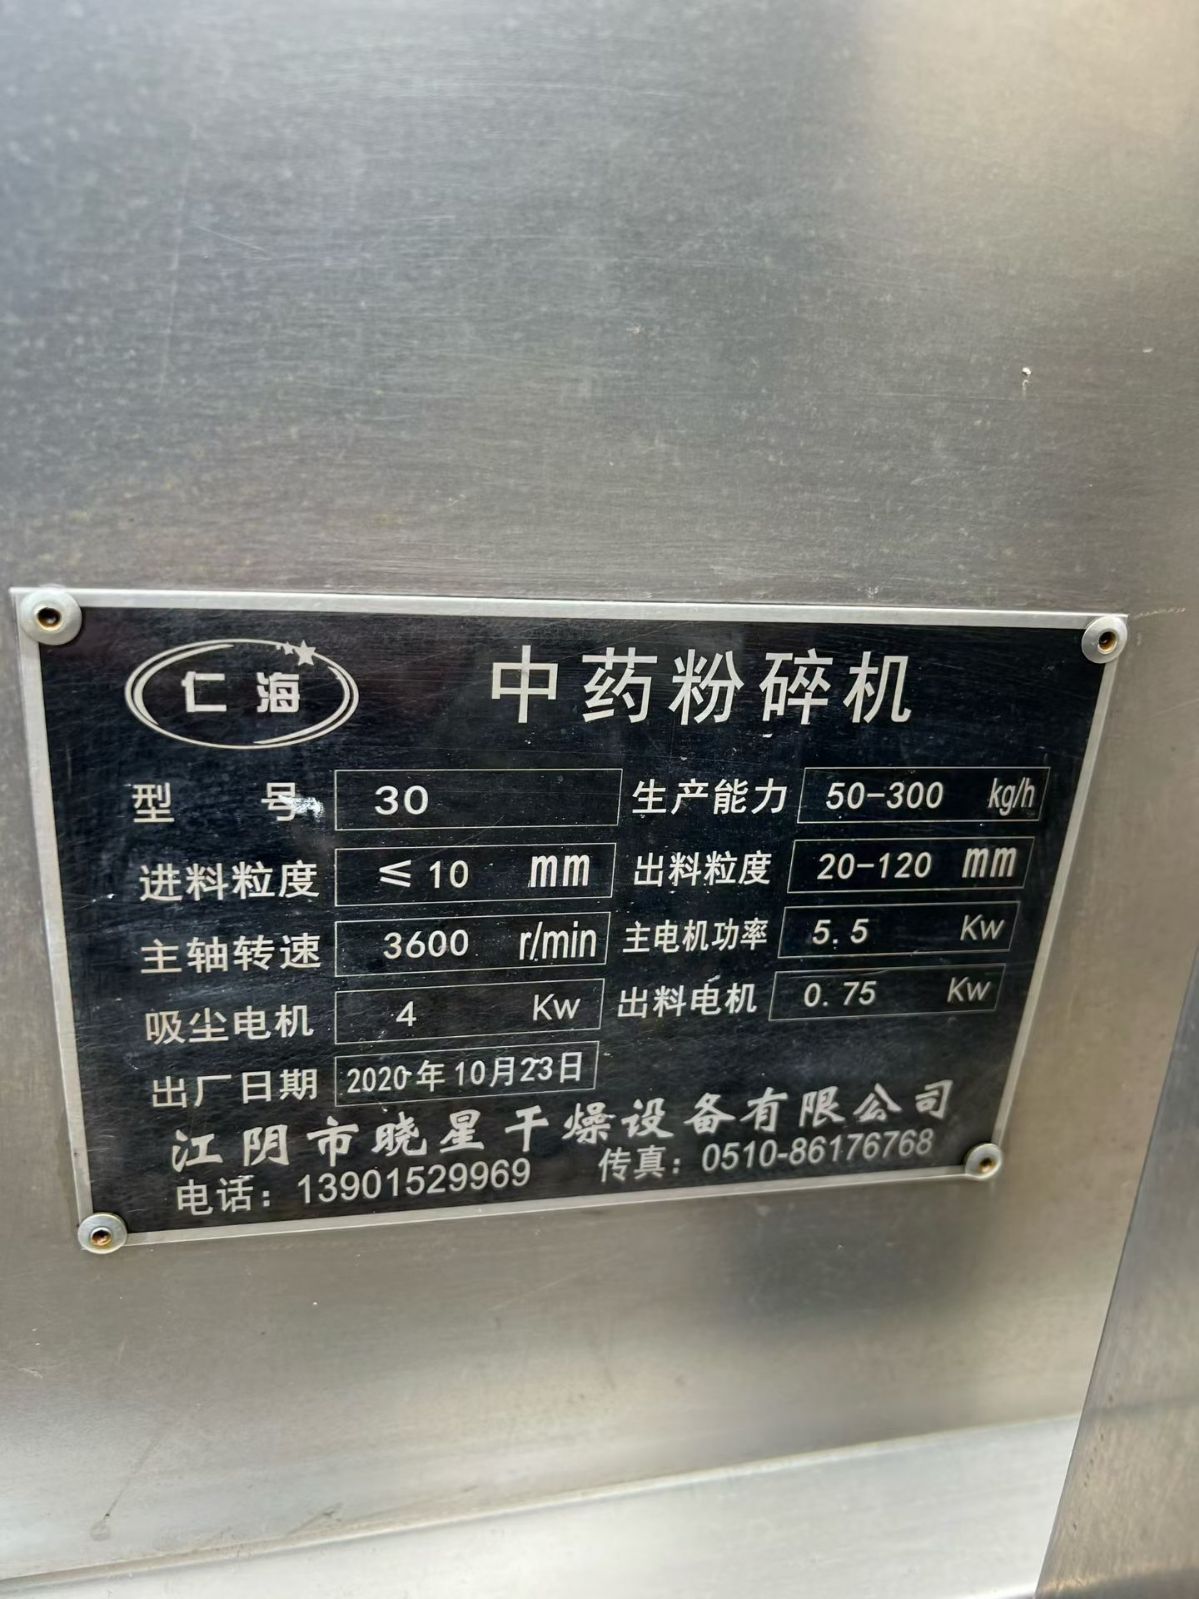 仁海 中药粉碎机
型号 30 生产能力 50-300 kg/h
进料粒度 ≤10 mm 出料粒度 20-120 mm
主轴转速 3600 r/min 主电机功率 5.5 Kw
吸尘电机 4 Kw 出料电机 0.75 Kw
出厂日期 2020年10月23日
江阴市晓星干燥设备有限公司
电话：13901529969 传真：0510-86176768